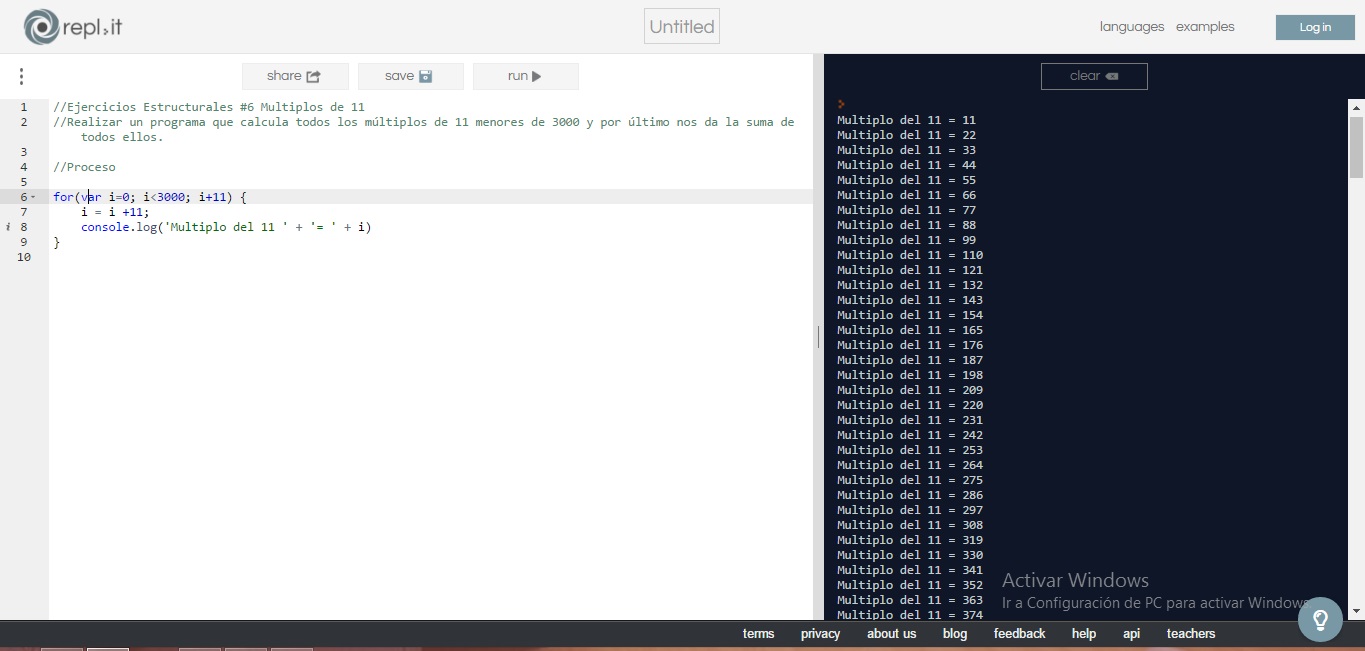 repl.it
Untitled
languages examples
Log in
share
save
run
clear
1 //Ejercicios Estructurales #6 Multiplos de 11
2 //Realizar un programa que calcula todos los múltiplos de 11 menores de 3000 y por último nos da la suma de
todos ellos.
3
4 //Proceso
5
6 for(var i=0; i<3000; i+11) {
7 i = i +11;
i 8 console.log('Multiplo del 11 ' + '= ' + i)
9 }
10
>
Multiplo del 11 = 11
Multiplo del 11 = 22
Multiplo del 11 = 33
Multiplo del 11 = 44
Multiplo del 11 = 55
Multiplo del 11 = 66
Multiplo del 11 = 77
Multiplo del 11 = 88
Multiplo del 11 = 99
Multiplo del 11 = 110
Multiplo del 11 = 121
Multiplo del 11 = 132
Multiplo del 11 = 143
Multiplo del 11 = 154
Multiplo del 11 = 165
Multiplo del 11 = 176
Multiplo del 11 = 187
Multiplo del 11 = 198
Multiplo del 11 = 209
Multiplo del 11 = 220
Multiplo del 11 = 231
Multiplo del 11 = 242
Multiplo del 11 = 253
Multiplo del 11 = 264
Multiplo del 11 = 275
Multiplo del 11 = 286
Multiplo del 11 = 297
Multiplo del 11 = 308
Multiplo del 11 = 319
Multiplo del 11 = 330
Multiplo del 11 = 341
Multiplo del 11 = 352
Multiplo del 11 = 363
Multiplo del 11 = 374
Activar Windows
Ir a Configuración de PC para activar Windows.
terms privacy about us blog feedback help api teachers